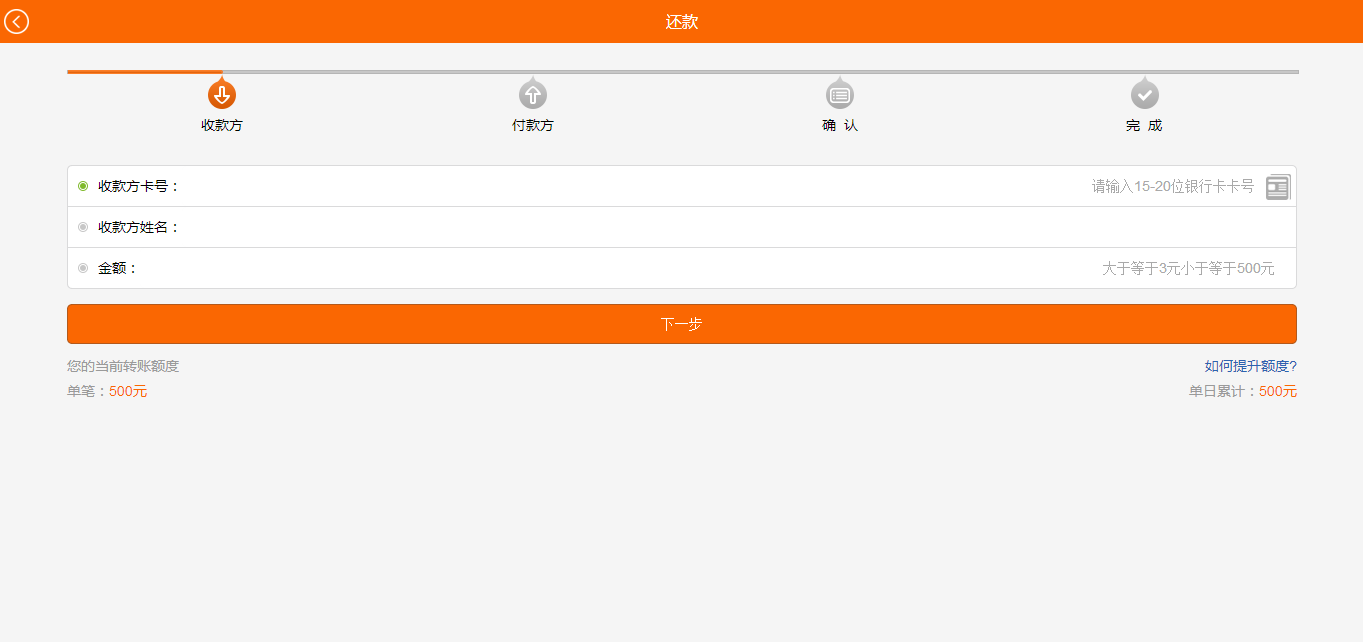 还款
收款方 付款方 确 认 完 成
收款方卡号： 请输入15-20位银行卡卡号
收款方姓名：
金额： 大于等于3元小于等于500元
下一步
您的当前转账额度 如何提升额度?
单笔：500元 单日累计：500元